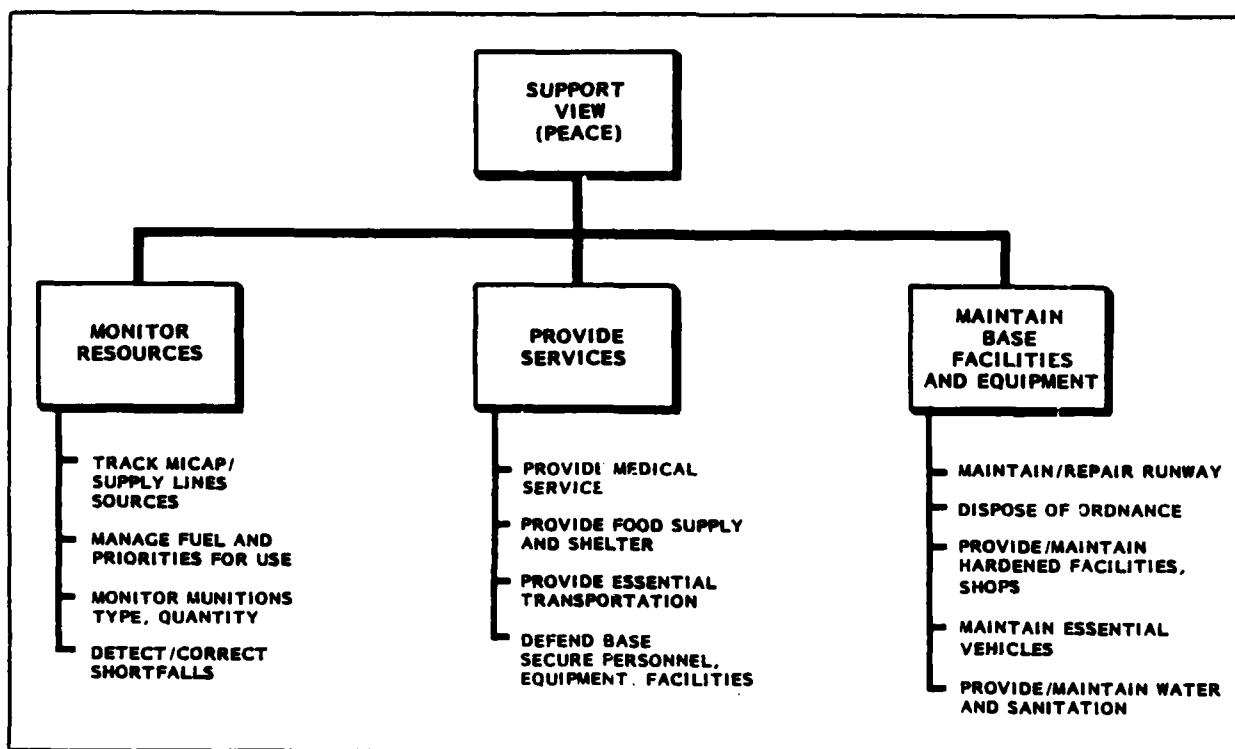 SUPPORT
VIEW
(PEACE)
MONITOR
RESOURCES
TRACK MICAP/
SUPPLY LINES
SOURCES
MANAGE FUEL AND
PRIORITIES FOR USE
MONITOR MUNITIONS
TYPE, QUANTITY
DETECT/CORRECT
SHORTFALLS
PROVIDE
SERVICES
PROVIDE MEDICAL
SERVICE
PROVIDE FOOD SUPPLY
AND SHELTER
PROVIDE ESSENTIAL
TRANSPORTATION
DEFEND BASE
SECURE PERSONNEL,
EQUIPMENT, FACILITIES
MAINTAIN
BASE
FACILITIES
AND EQUIPMENT
MAINTAIN/REPAIR RUNWAY
DISPOSE OF ORDNANCE
PROVIDE/MAINTAIN
HARDENED FACILITIES,
SHOPS
MAINTAIN ESSENTIAL
VEHICLES
PROVIDE/MAINTAIN WATER
AND SANITATION